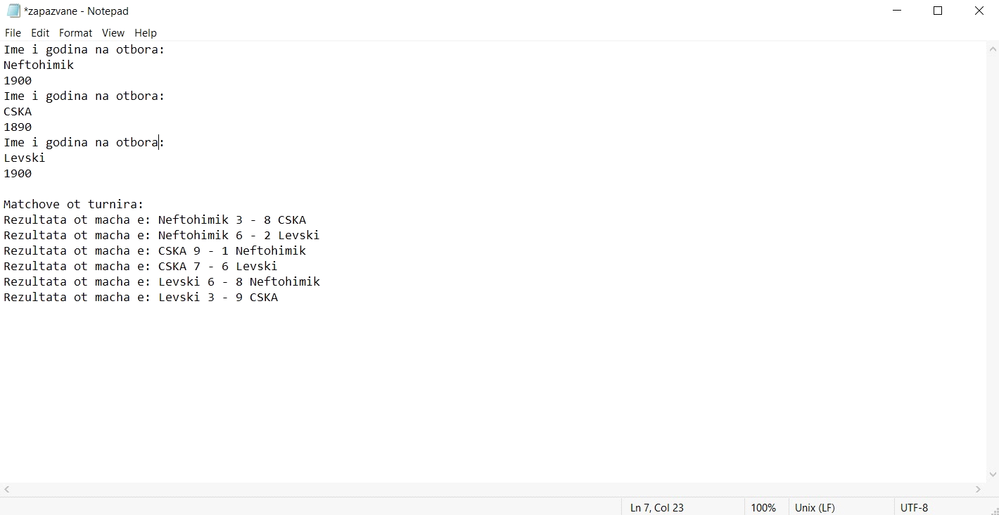 *zapazvane - Notepad
File Edit Format View Help
Ime i godina na otbora:
Neftohimik
1900
Ime i godina na otbora:
CSKA
1890
Ime i godina na otbora:
Levski
1900
Matchove ot turnira:
Rezultata ot macha e: Neftohimik 3 - 8 CSKA
Rezultata ot macha e: Neftohimik 6 - 2 Levski
Rezultata ot macha e: CSKA 9 - 1 Neftohimik
Rezultata ot macha e: CSKA 7 - 6 Levski
Rezultata ot macha e: Levski 6 - 8 Neftohimik
Rezultata ot macha e: Levski 3 - 9 CSKA
Ln 7, Col 23 100% Unix (LF) UTF-8